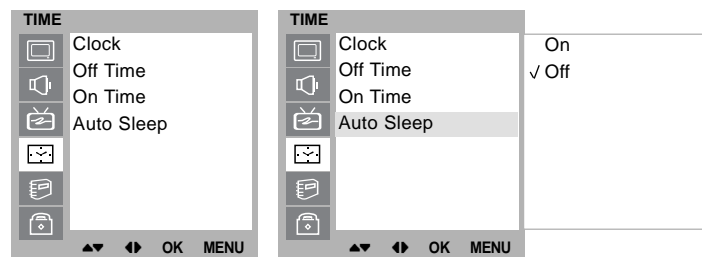 TIME
Clock
Off Time
On Time
Auto Sleep
OK MENU
TIME
Clock
Off Time
On Time
Auto Sleep
OK MENU
On
√ Off